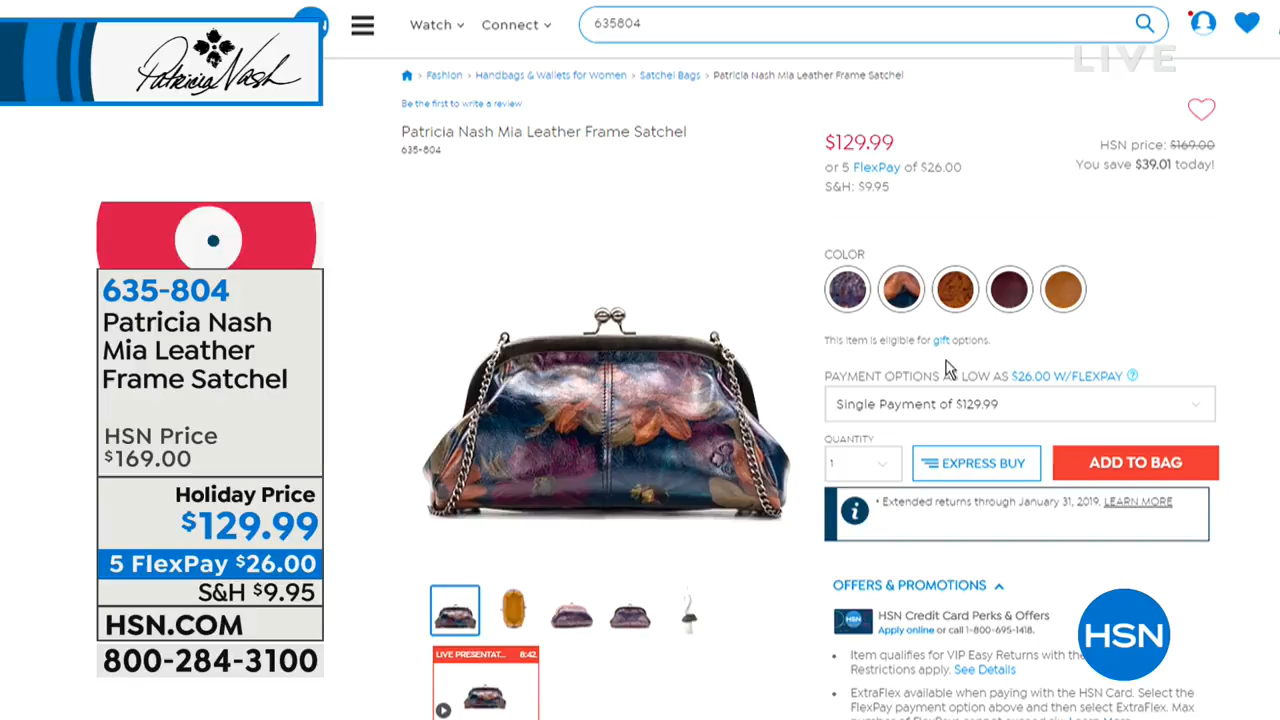 Patricia Nash
635-804
Patricia Nash
Mia Leather
Frame Satchel
HSN Price
$169.00
Holiday Price
$129.99
5 FlexPay $26.00
S&H $9.95
HSN.COM
800-284-3100
Watch
Connect
635804
LIVE
Fashion > Handbags & Wallets for Women > Satchel Bags > Patricia Nash Mia Leather Frame Satchel
Be the first to write a review
Patricia Nash Mia Leather Frame Satchel
635-804
$129.99
HSN price: $169.00
or 5 FlexPay of $26.00
You save $39.01 today!
S&H: $9.95
COLOR
This item is eligible for gift options.
PAYMENT OPTIONS AS LOW AS $26.00 W/FLEXPAY ?
Single Payment of $129.99
QUANTITY
1
EXPRESS BUY
ADD TO BAG
* Extended returns through January 31, 2019. LEARN MORE
OFFERS & PROMOTIONS
HSN
HSN Credit Card Perks & Offers
Apply online or call 1-800-695-1418.
HSN
• Item qualifies for VIP Easy Returns with the
Restrictions apply. See Details
• ExtraFlex available when paying with the HSN Card. Select the
FlexPay payment option above and then select ExtraFlex. Max
LIVE PRESENTAT... 8:42